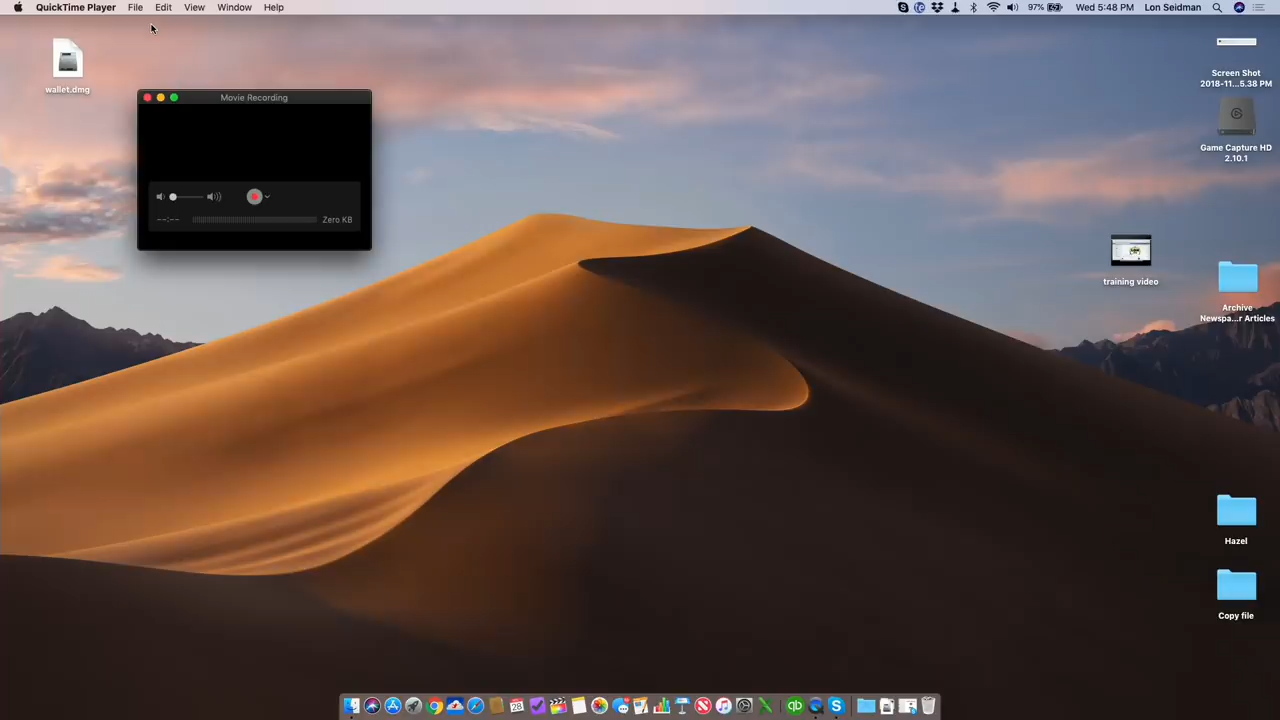 QuickTime Player File Edit View Window Help 97% Wed 5:48 PM Lon Seidman
wallet.dmg
Movie Recording
--:-- Zero KB
Screen Shot
2018-11...5.38 PM
Game Capture HD
2.10.1
training video
Archive
Newspa...r Articles
Hazel
Copy file
28
qb